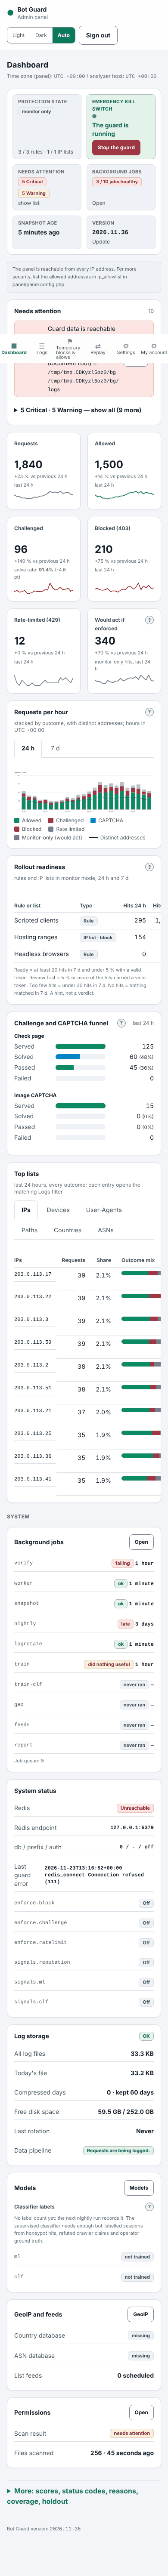 Bot Guard
Admin panel
Light Dark Auto Sign out
Dashboard
Time zone (panel): UTC +00:00 / analyzer host: UTC +00:00
PROTECTION STATE
monitor only
3 / 3 rules · 1 / 1 IP lists
EMERGENCY KILL SWITCH
The guard is running
Stop the guard
NEEDS ATTENTION
5 Critical
5 Warning
show list
BACKGROUND JOBS
3 / 10 jobs healthy
Open
SNAPSHOT AGE
5 minutes ago
VERSION
2026.11.36
Update
The panel is reachable from every IP address. For more security, list the allowed IP addresses in ip_allowlist in panel/panel.config.php.
Needs attention 10
Guard data is reachable
Dashboard
Logs
Temporary blocks & allows
Replay
Settings
My account
/tmp/tmp.CDKyzlSoz0/bg
/tmp/tmp.CDKyzlSoz0/bg/
logs
5 Critical · 5 Warning — show all (9 more)
Requests
1,840
+23 % vs previous 24 h
last 24 h
Allowed
1,500
+14 % vs previous 24 h
last 24 h
Challenged
96
+140 % vs previous 24 h
solve rate: 91.4% (−4.6 pt)
last 24 h
Blocked (403)
210
+75 % vs previous 24 h
last 24 h
Rate-limited (429)
12
+0 % vs previous 24 h
last 24 h
Would act if enforced ?
340
+70 % vs previous 24 h
monitor-only hits, last 24 h
Requests per hour ?
stacked by outcome, with distinct addresses; hours in UTC +00:00
24 h 7 d
Allowed Challenged CAPTCHA
Blocked Rate limited
Monitor-only (would act) Distinct addresses
Rollout readiness ?
rules and IP lists in monitor mode, 24 h and 7 d
Rule or list Type Hits 24 h
Scripted clients Rule 295
Hosting ranges IP list · block 154
Headless browsers Rule 0
Ready = at least 20 hits in 7 d and under 5 % with a valid token. Review first = 5 % or more of the hits carried a valid token. Too few hits = under 20 hits in 7 d. No hits = nothing matched in 7 d. A hint, not a verdict.
Challenge and CAPTCHA funnel ? last 24 h
Check page
Served 125
Solved 60 (48%)
Passed 45 (36%)
Failed 0
Image CAPTCHA
Served 15
Solved 0 (0%)
Passed 0 (0%)
Failed 0
Top lists
last 24 hours, every outcome; each entry opens the matching Logs filter
IPs Devices User-Agents
Paths Countries ASNs
IPs Requests Share Outcome mix
203.0.113.17 39 2.1%
203.0.113.22 39 2.1%
203.0.113.3 39 2.1%
203.0.113.59 39 2.1%
203.0.113.2 38 2.1%
203.0.113.51 38 2.1%
203.0.113.21 37 2.0%
203.0.113.25 35 1.9%
203.0.113.36 35 1.9%
203.0.113.41 35 1.9%
SYSTEM
Background jobs Open
verify failing 1 hour
worker ok 1 minute
snapshot ok 1 minute
nightly late 3 days
logrotate ok 1 minute
train did nothing useful 1 hour
train-clf never ran —
geo never ran —
feeds never ran —
report never ran —
Job queue: 0
System status
Redis Unreachable
Redis endpoint 127.0.0.1:6379
db / prefix / auth 0 / - / off
Last guard error 2026-11-23T13:16:52+00:00 redis_connect Connection refused (111)
enforce.block Off
enforce.challenge Off
enforce.ratelimit Off
signals.reputation Off
signals.ml Off
signals.clf Off
Log storage OK
All log files 33.3 KB
Today's file 33.2 KB
Compressed days 0 · kept 60 days
Free disk space 59.5 GB / 252.0 GB
Last rotation Never
Data pipeline Requests are being logged.
Models Models
Classifier labels ?
No label count yet: the next nightly run records it. The supervised classifier needs enough bot-labelled sessions from honeypot hits, refuted crawler claims and operator ground truth.
ml not trained
clf not trained
GeoIP and feeds GeoIP
Country database missing
ASN database missing
List feeds 0 scheduled
Permissions Open
Scan result needs attention
Files scanned 256 · 45 seconds ago
More: scores, status codes, reasons, coverage, holdout
Bot Guard version: 2026.11.36